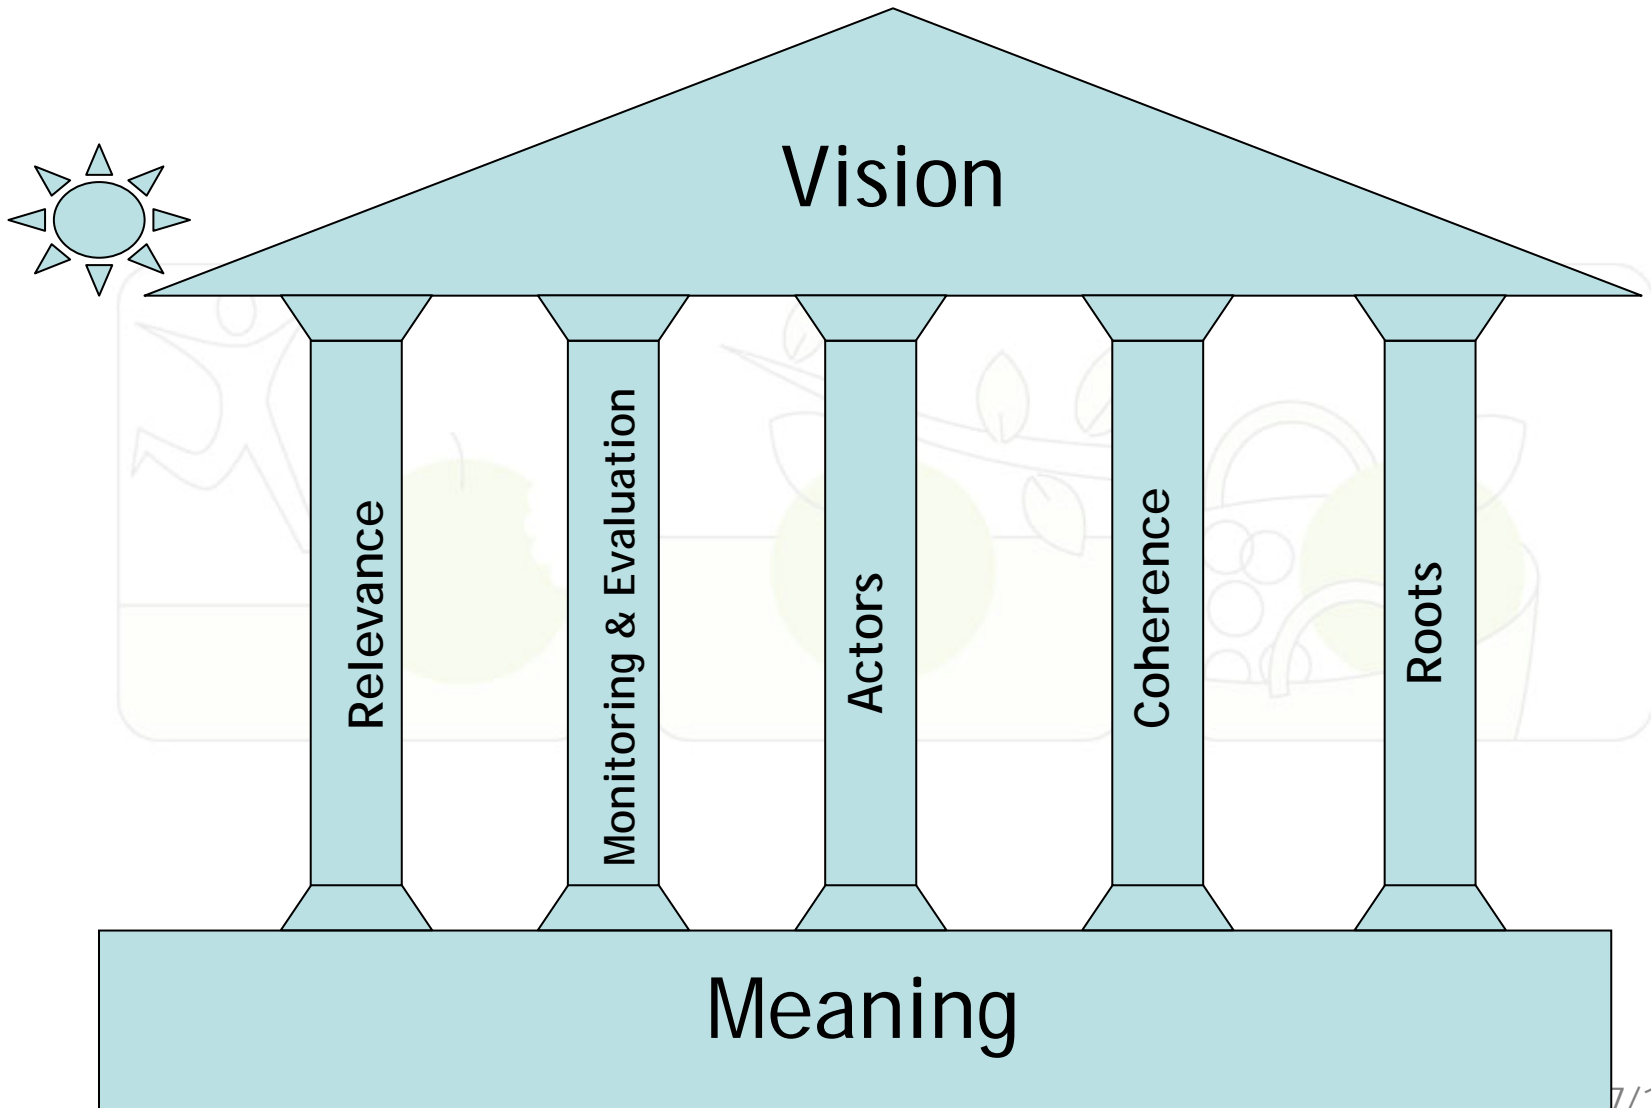 Vision
Relevance
Monitoring & Evaluation
Actors
Coherence
Roots
Meaning